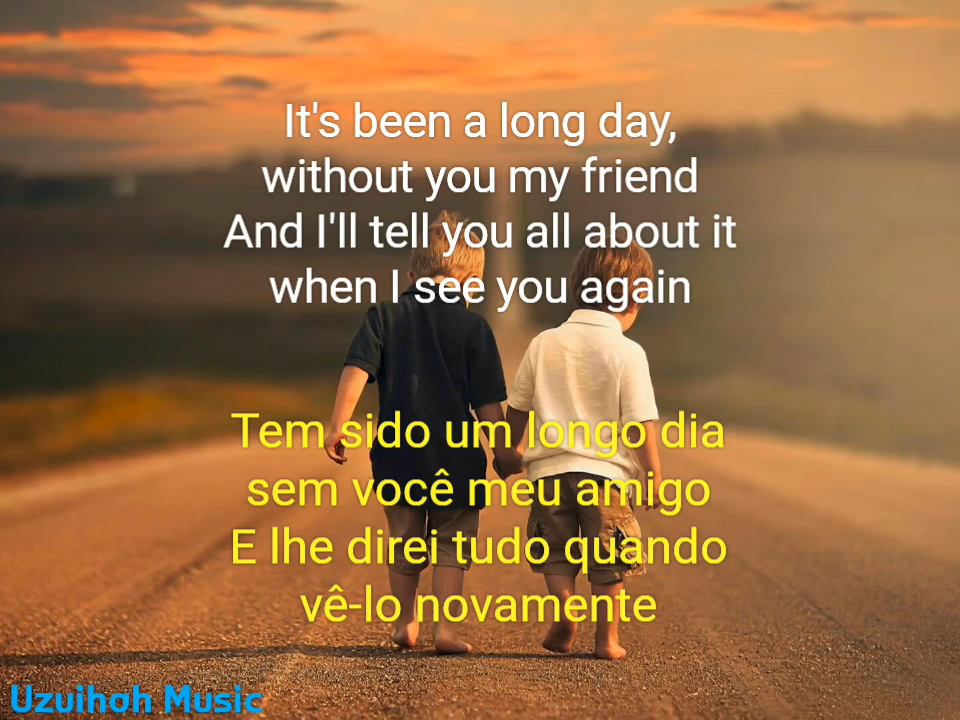 It's been a long day,
without you my friend
And I'll tell you all about it
when I see you again
Tem sido um longo dia
sem você meu amigo
E lhe direi tudo quando
vê-lo novamente
Uzuihah Music